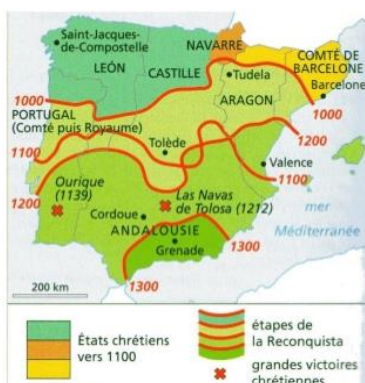 Saint-Jacques-
de-Compostelle
NAVARRE
COMTÉ DE
BARCELONE
LEÓN
CASTILLE
Tudela
Barcelone
ARAGON
1000
1000
PORTUGAL
(Comté puis Royaume)
1200
1100
Tolède
Valence
Ourique
(1139)
1100
1200
Las Navas
de Tolosa (1212)
mer
Méditerranée
Cordoue
ANDALOUSIE
Grenade
1300
1300
200 km
États chrétiens
vers 1100
étapes de
la Reconquista
grandes victoires
chrétiennes